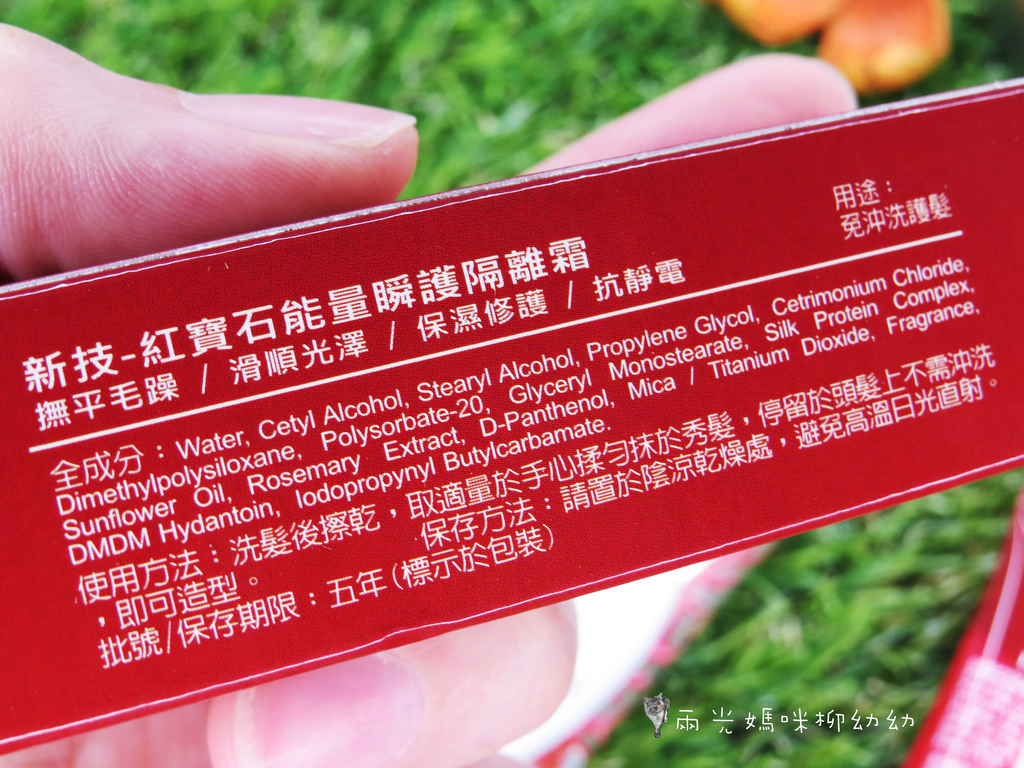 新技-紅寶石能量瞬護隔離霜
撫平毛躁 / 滑順光澤 / 保濕修護 / 抗靜電
用途：
免沖洗護髮
全成分：Water, Cetyl Alcohol, Stearyl Alcohol, Propylene Glycol, Cetrimonium Chloride,
Dimethylpolysiloxane, Polysorbate-20, Glyceryl Monostearate, Silk Protein Complex,
Sunflower Oil, Rosemary Extract, D-Panthenol, Mica / Titanium Dioxide, Fragrance,
DMDM Hydantoin, Iodopropynyl Butylcarbamate.
使用方法：洗髮後擦乾，取適量於手心揉勻抹於秀髮，停留於頭髮上不需沖洗
，即可造型。 保存方法：請置於陰涼乾燥處，避免高溫日光直射。
批號/保存期限：五年(標示於包裝)
兩光媽咪柳幼幼